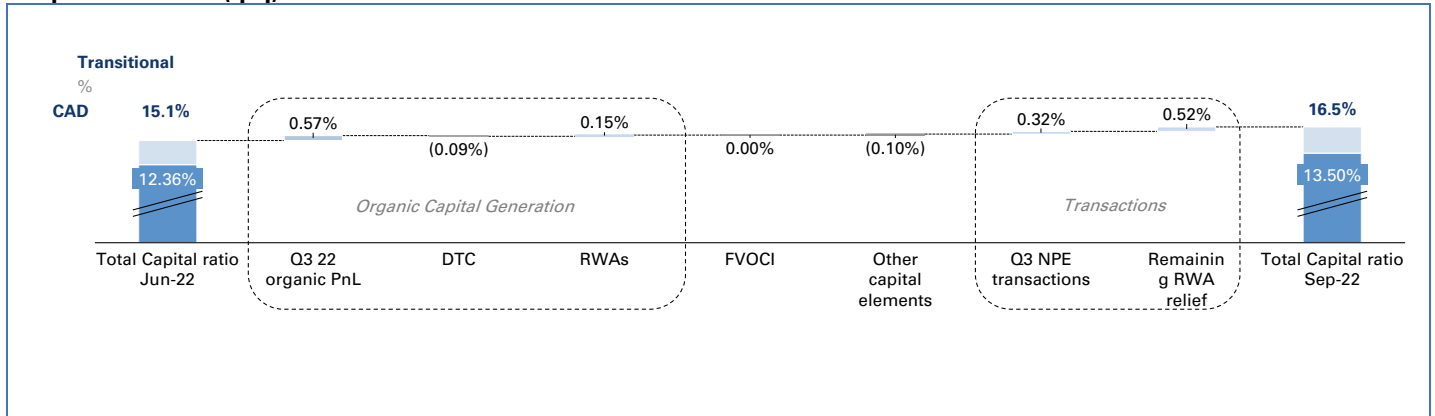 Transitional
%
CAD
15.1%
0.57%
(0.09%)
0.15%
0.00%
(0.10%)
0.32%
0.52%
16.5%
12.36%
13.50%
Organic Capital Generation
Transactions
Total Capital ratio
Jun-22
Q3 22
organic PnL
DTC
RWAs
FVOCI
Other
capital
elements
Q3 NPE
transactions
Remainin
g RWA
relief
Total Capital ratio
Sep-22